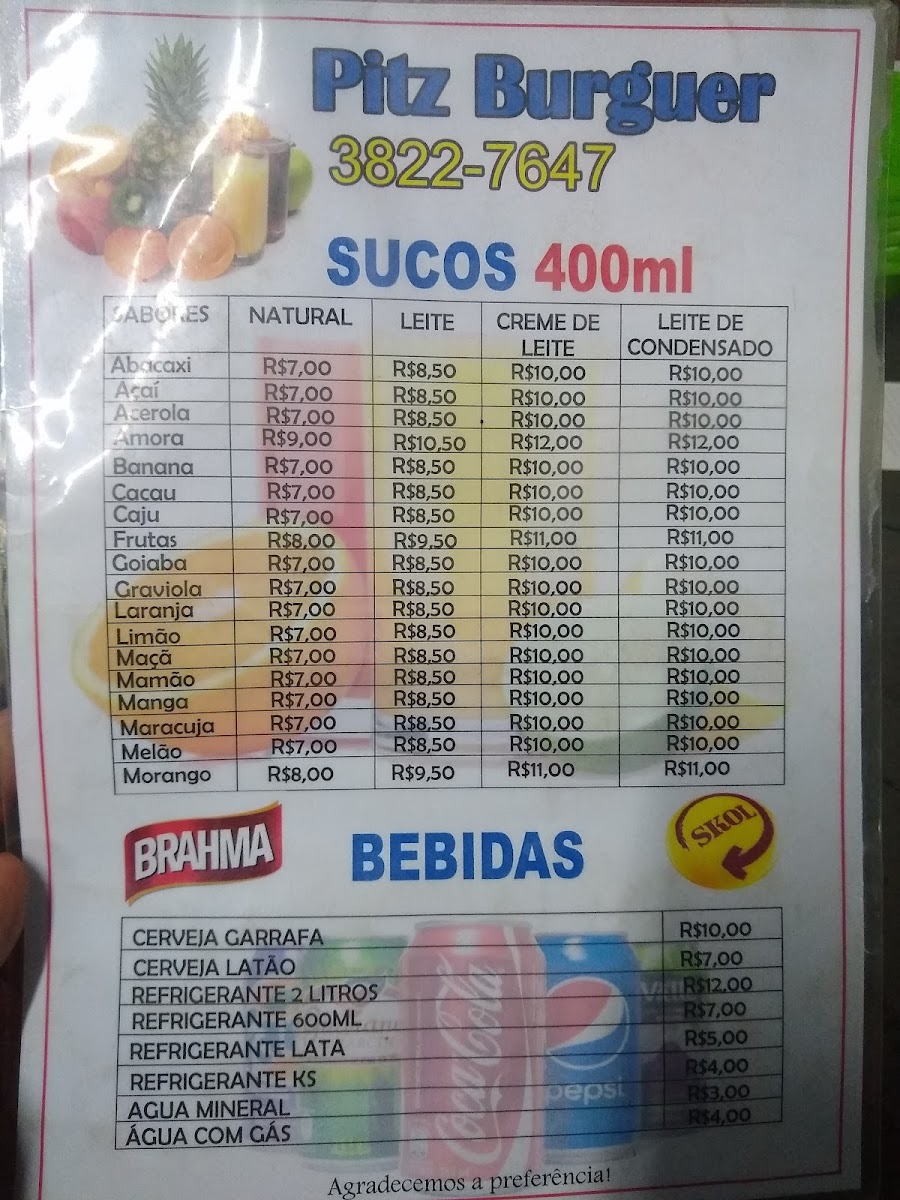 Pitz Burguer
3822-7647
SUCOS 400ml
SABORES NATURAL LEITE CREME DE LEITE LEITE DE CONDENSADO
Abacaxi R$7,00 R$8,50 R$10,00 R$10,00
Açaí R$7,00 R$8,50 R$10,00 R$10,00
Acerola R$7,00 R$8,50 R$10,00 R$10,00
Amora R$9,00 R$10,50 R$12,00 R$12,00
Banana R$7,00 R$8,50 R$10,00 R$10,00
Cacau R$7,00 R$8,50 R$10,00 R$10,00
Caju R$7,00 R$8,50 R$10,00 R$10,00
Frutas R$8,00 R$9,50 R$11,00 R$11,00
Goiaba R$7,00 R$8,50 R$10,00 R$10,00
Graviola R$7,00 R$8,50 R$10,00 R$10,00
Laranja R$7,00 R$8,50 R$10,00 R$10,00
Limão R$7,00 R$8,50 R$10,00 R$10,00
Maçã R$7,00 R$8,50 R$10,00 R$10,00
Mamão R$7,00 R$8,50 R$10,00 R$10,00
Manga R$7,00 R$8,50 R$10,00 R$10,00
Maracuja R$7,00 R$8,50 R$10,00 R$10,00
Melão R$7,00 R$8,50 R$10,00 R$10,00
Morango R$8,00 R$9,50 R$11,00 R$11,00
BRAHMA BEBIDAS SKOL
CERVEJA GARRAFA R$10,00
CERVEJA LATÃO R$7,00
REFRIGERANTE 2 LITROS R$12,00
REFRIGERANTE 600ML R$7,00
REFRIGERANTE LATA R$5,00
REFRIGERANTE KS R$4,00
AGUA MINERAL R$3,00
ÁGUA COM GÁS R$4,00
Coca-Cola
pepsi
Agradecemos a preferência!